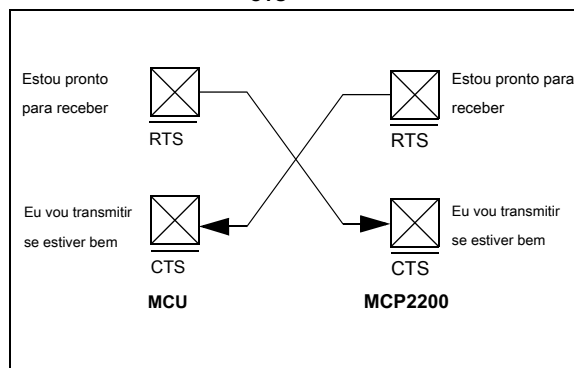 Estou pronto
para receber
RTS
Estou pronto para
receber
RTS
Eu vou transmitir
se estiver bem
CTS
MCU
Eu vou transmitir
se estiver bem
CTS
MCP2200